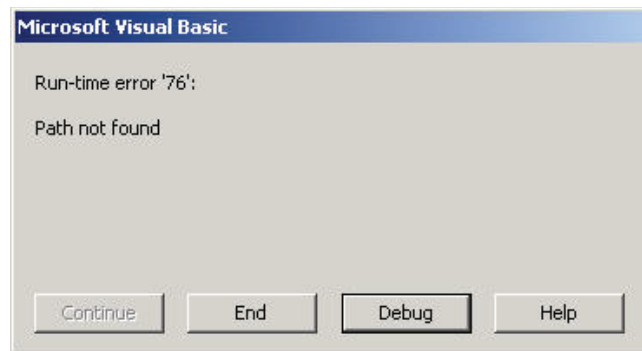 Microsoft Visual Basic
Run-time error '76':
Path not found
Continue
End
Debug
Help